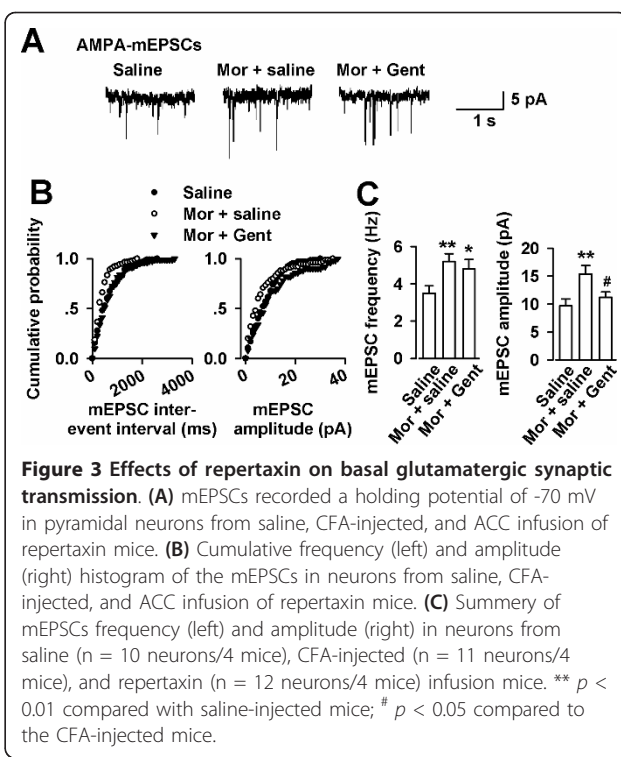 A
AMPA-mEPSCs
Saline
Mor + saline
Mor + Gent
5 pA
1 s
B
Saline
Mor + saline
Mor + Gent
Cumulative probability
1.0
.5
0.0
0
2000
4000
mEPSC inter-
event interval (ms)
1.0
.5
0.0
0
20
40
mEPSC
amplitude (pA)
C
mEPSC frequency (Hz)
6
4
2
0
**
*
Saline
Mor + saline
Mor + Gent
mEPSC amplitude (pA)
20
15
10
5
0
**
#
Saline
Mor + saline
Mor + Gent
Figure 3 Effects of repertaxin on basal glutamatergic synaptic
transmission. (A) mEPSCs recorded a holding potential of -70 mV
in pyramidal neurons from saline, CFA-injected, and ACC infusion of
repertaxin mice. (B) Cumulative frequency (left) and amplitude
(right) histogram of the mEPSCs in neurons from saline, CFA-
injected, and ACC infusion of repertaxin mice. (C) Summery of
mEPSCs frequency (left) and amplitude (right) in neurons from
saline (n = 10 neurons/4 mice), CFA-injected (n = 11 neurons/4
mice), and repertaxin (n = 12 neurons/4 mice) infusion mice. ** p <
0.01 compared with saline-injected mice; # p < 0.05 compared to
the CFA-injected mice.